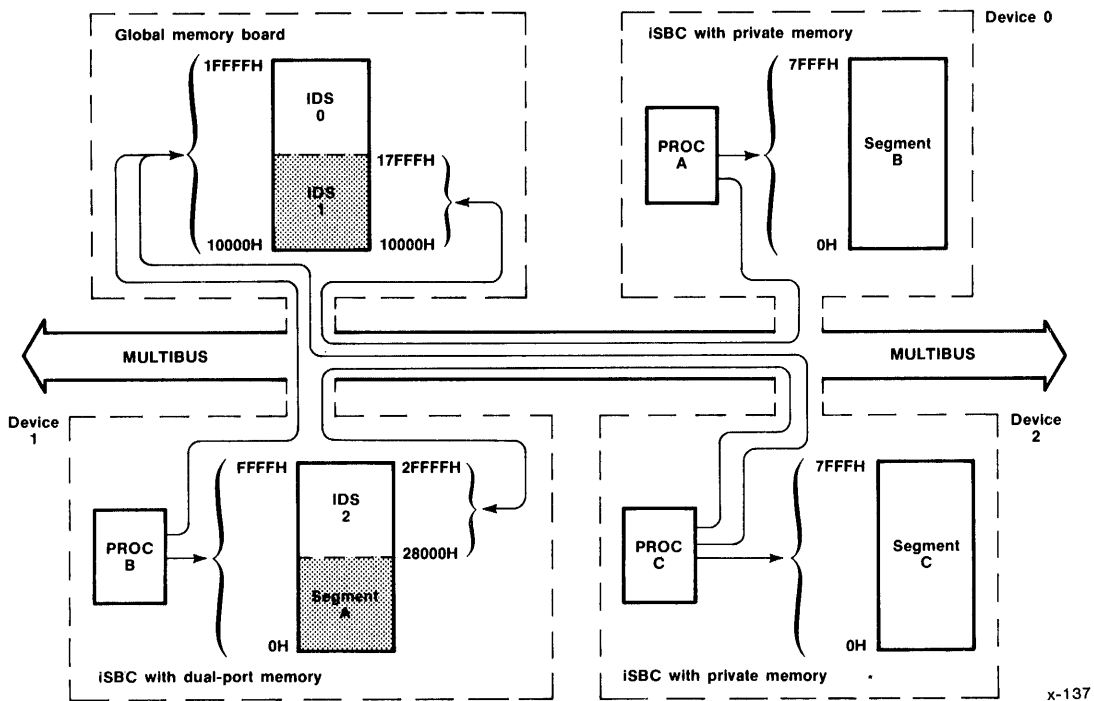 Global memory board
1FFFFH
IDS
0
17FFFH
IDS
1
10000H
10000H
Device 0
iSBC with private memory
7FFFH
PROC
A
Segment
B
0H
MULTIBUS
MULTIBUS
Device
1
FFFFH
2FFFFH
IDS
2
PROC
B
28000H
Segment
A
0H
iSBC with dual-port memory
Device
2
7FFFH
PROC
C
Segment
C
0H
iSBC with private memory
x-137